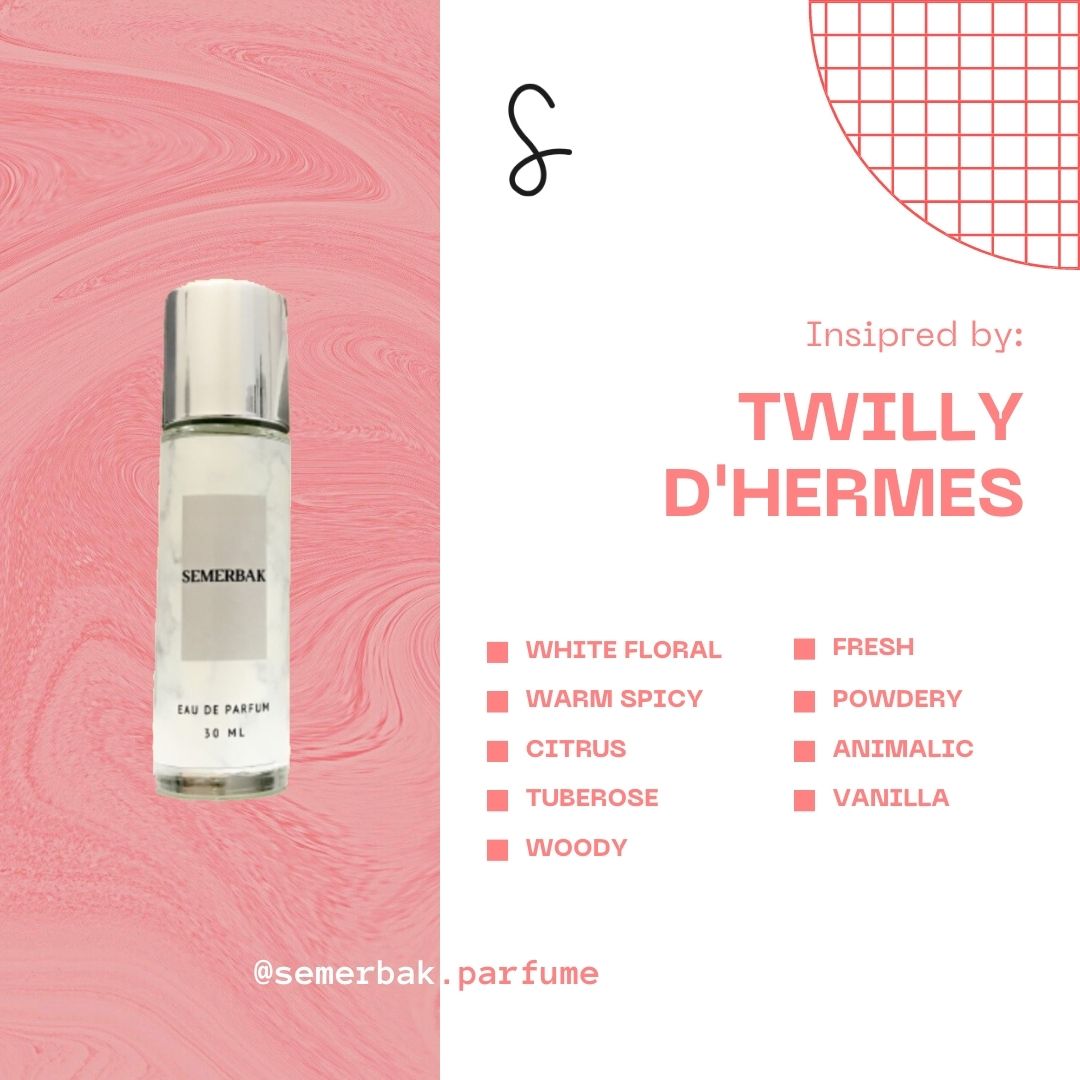 S
Insipred by:
TWILLY
D'HERMES
SEMERBAK
EAU DE PARFUM
30 ML
WHITE FLORAL
WARM SPICY
CITRUS
TUBEROSE
WOODY
FRESH
POWDERY
ANIMALIC
VANILLA
@semerbak.parfume